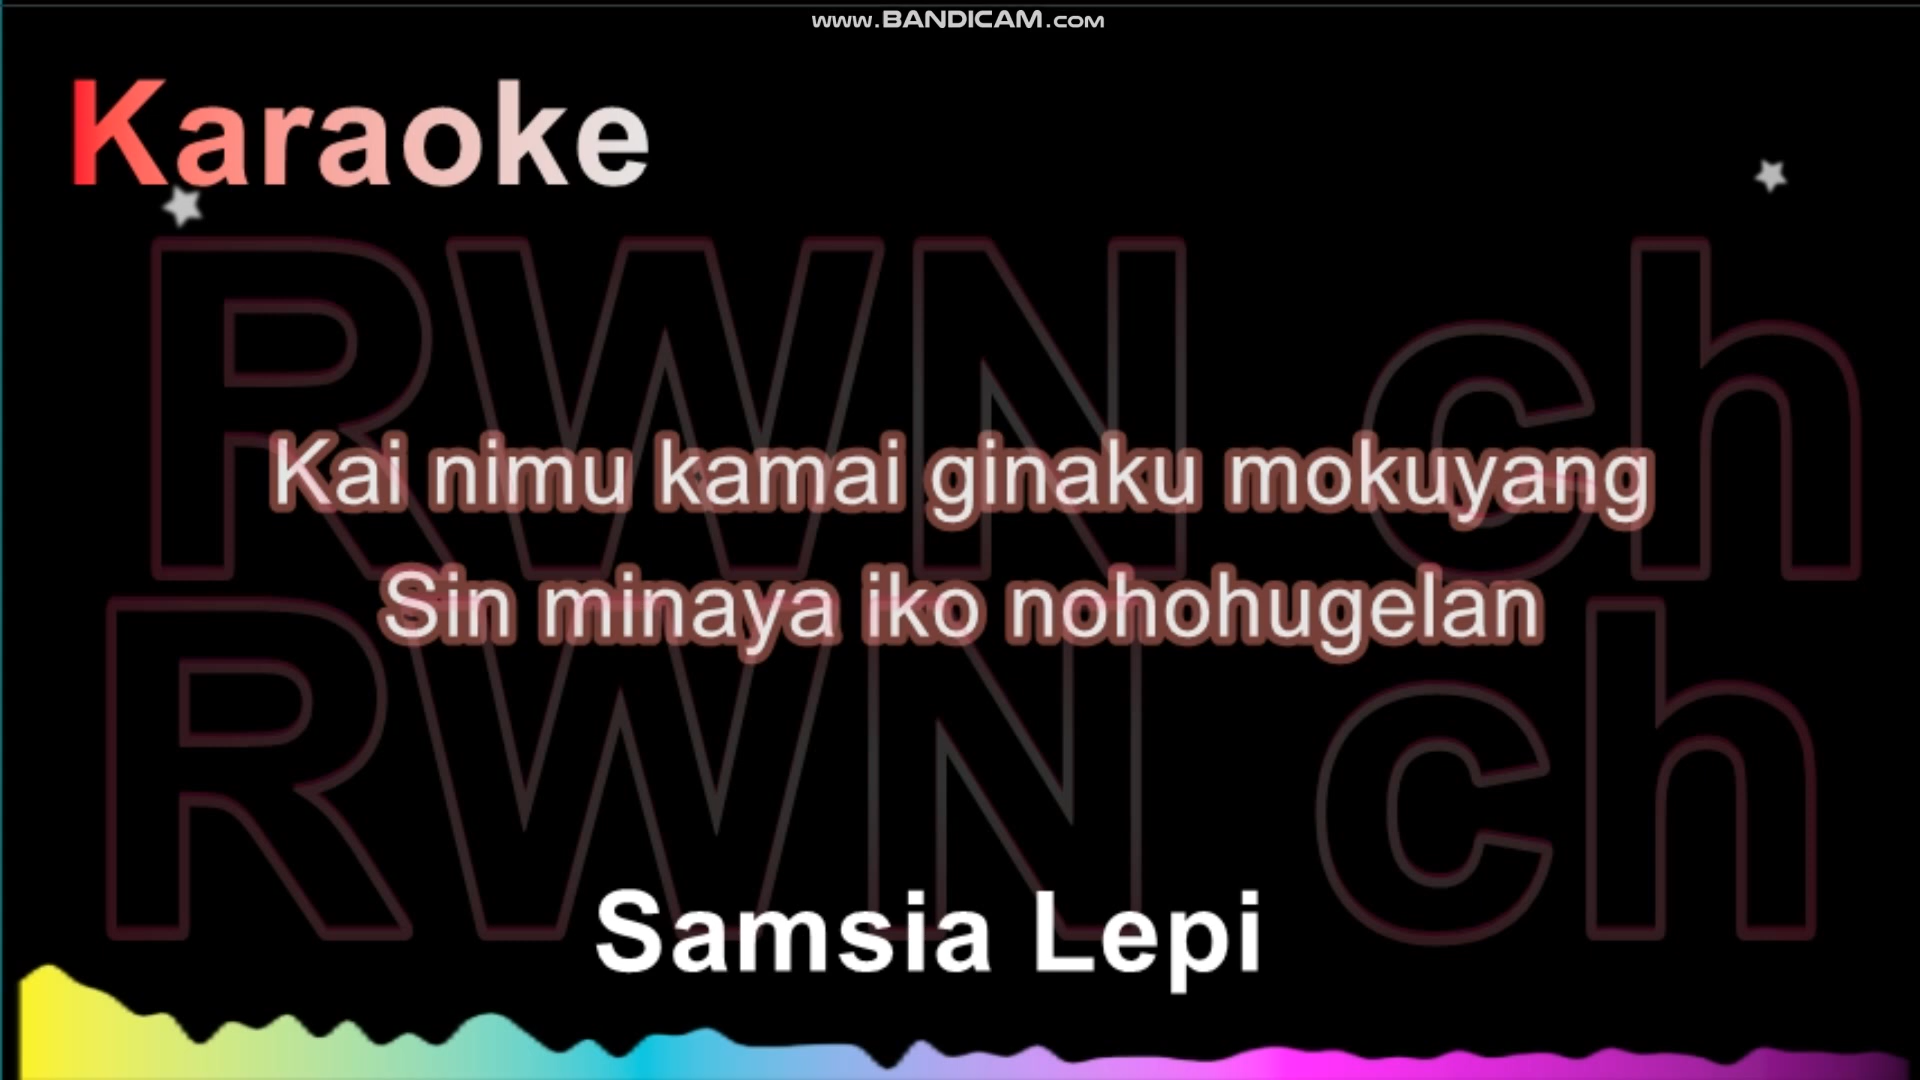 www.BANDICAM.com
Karaoke
RWN ch
Kai nimu kamai ginaku mokuyang
Sin minaya iko nohohugelan
RWN ch
Samsia Lepi